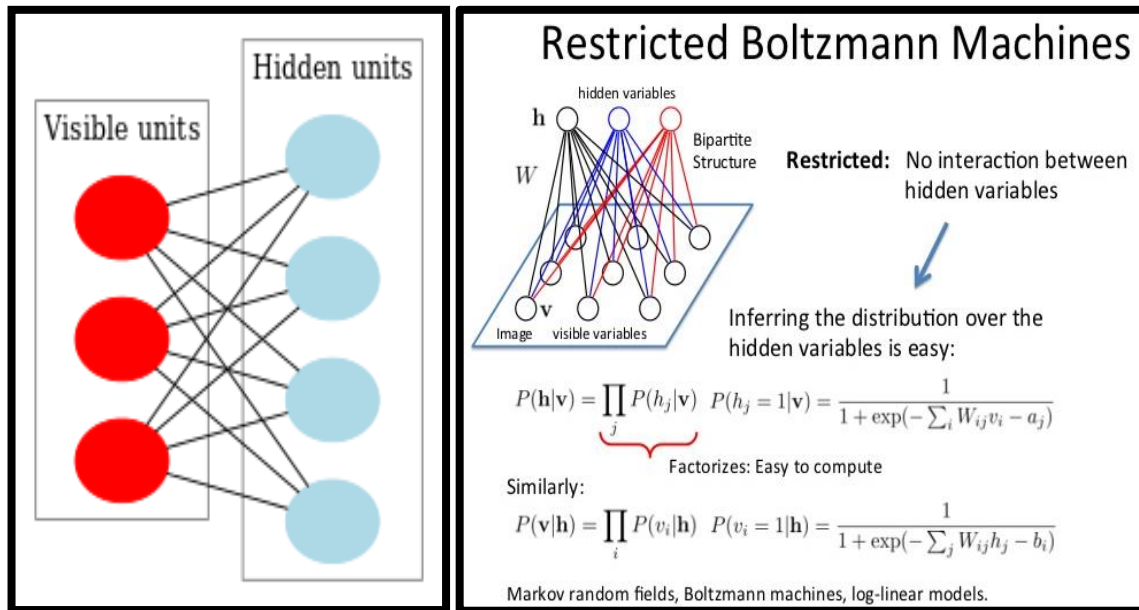 Visible units
Hidden units
Restricted Boltzmann Machines
hidden variables
h
Bipartite
Structure
W
Restricted: No interaction between
hidden variables
v
Image visible variables
Inferring the distribution over the
hidden variables is easy:
P(h|v) = ∏_j P(h_j|v) P(h_j = 1|v) = 1 / (1 + exp(−∑_i W_ij v_i − a_j))
Factorizes: Easy to compute
Similarly:
P(v|h) = ∏_i P(v_i|h) P(v_i = 1|h) = 1 / (1 + exp(−∑_j W_ij h_j − b_i))
Markov random fields, Boltzmann machines, log-linear models.